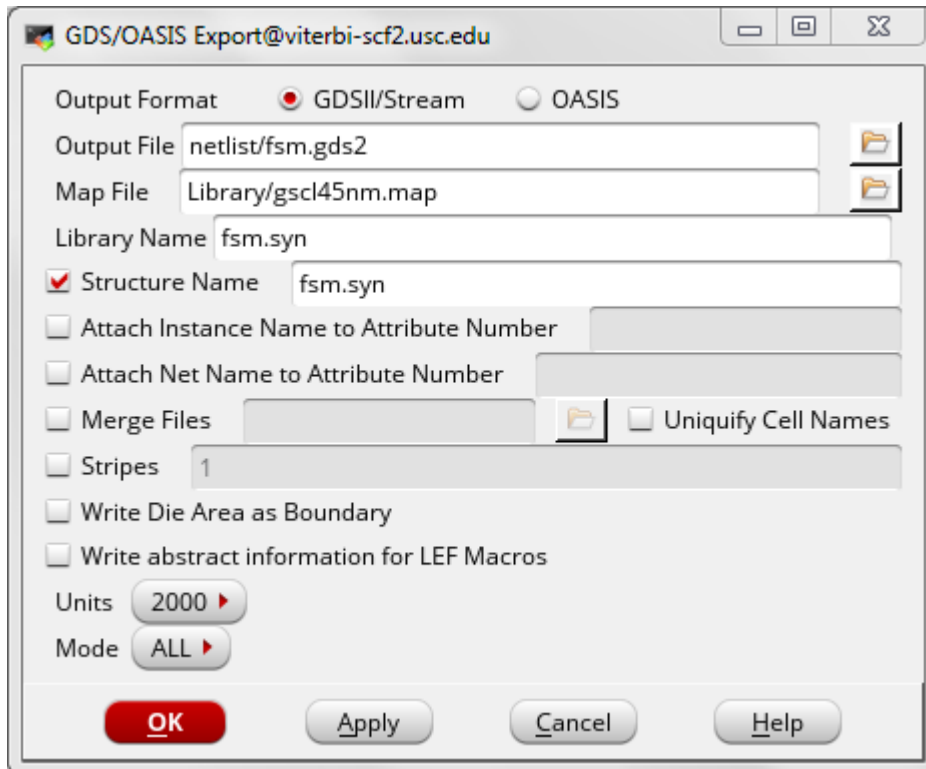 GDS/OASIS Export@viterbi-scf2.usc.edu
Output Format GDSII/Stream OASIS
Output File netlist/fsm.gds2
Map File Library/gscl45nm.map
Library Name fsm.syn
Structure Name fsm.syn
Attach Instance Name to Attribute Number
Attach Net Name to Attribute Number
Merge Files Uniquify Cell Names
Stripes 1
Write Die Area as Boundary
Write abstract information for LEF Macros
Units 2000
Mode ALL
OK Apply Cancel Help